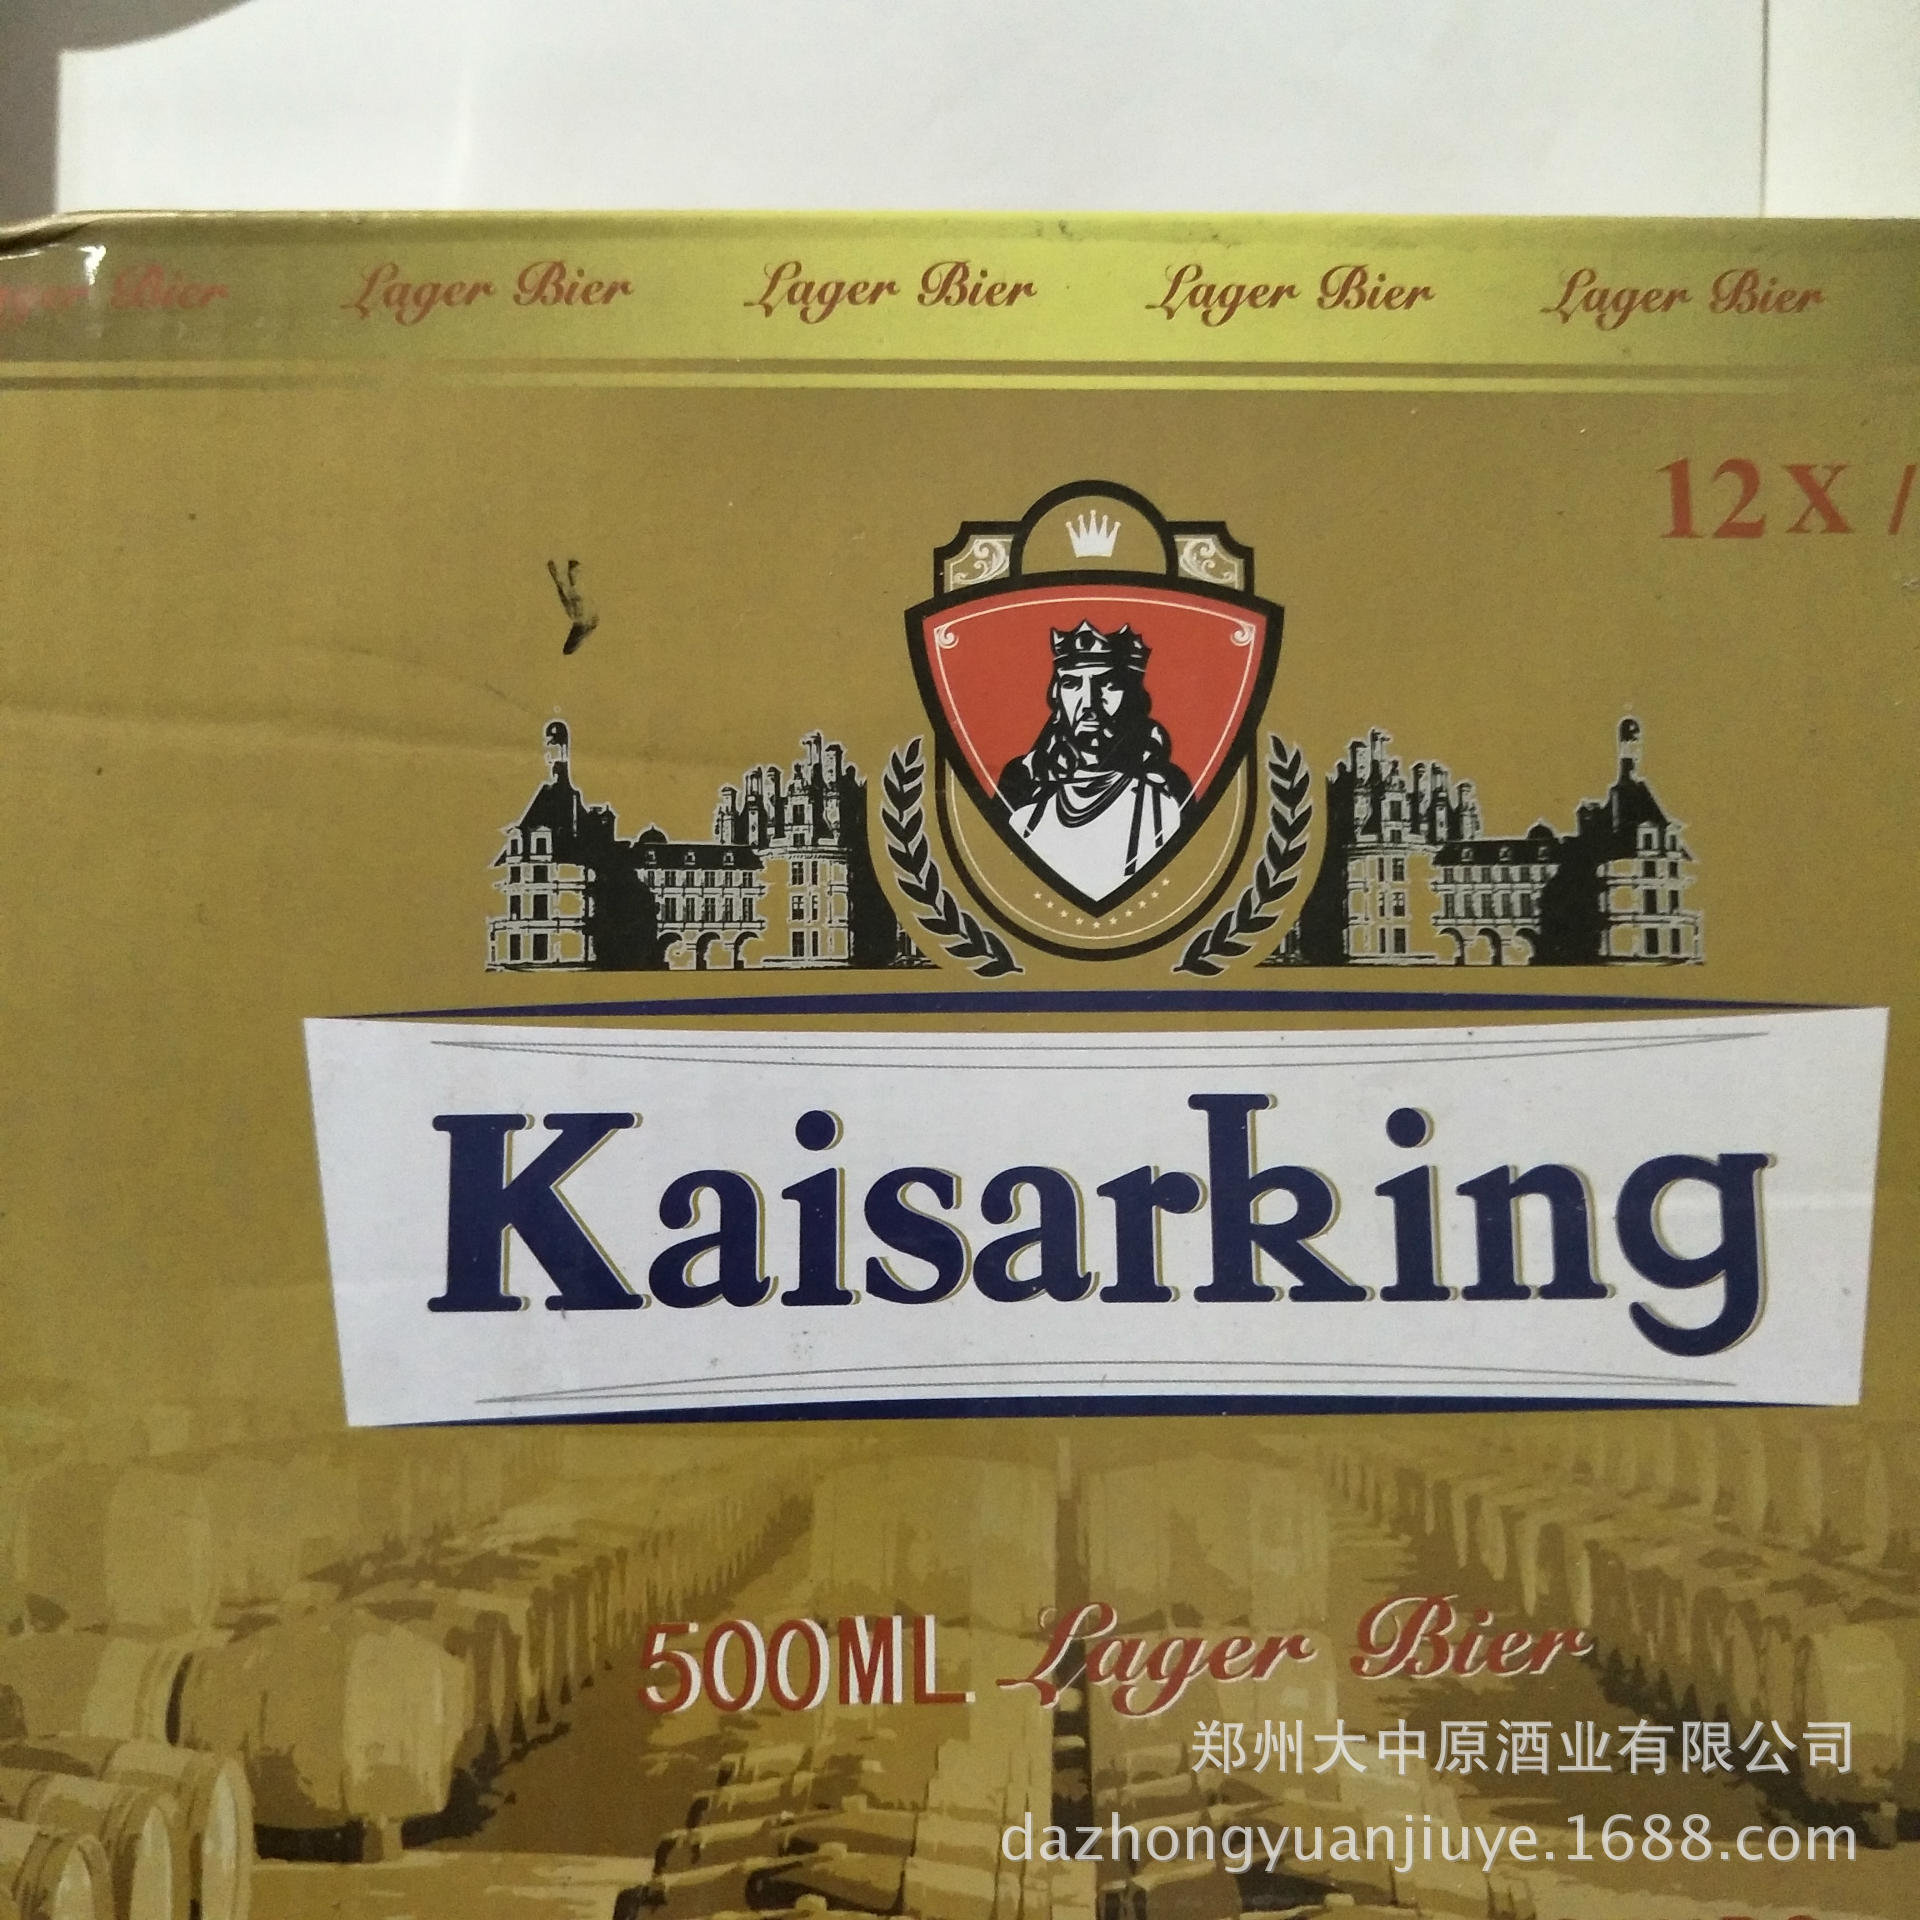 Bier Lager Bier Lager Bier Lager Bier Lager Bier
12X /
Kaisarking
500ML Lager Bier
郑州大中原酒业有限公司
dazhongyuanjiuye.1688.com